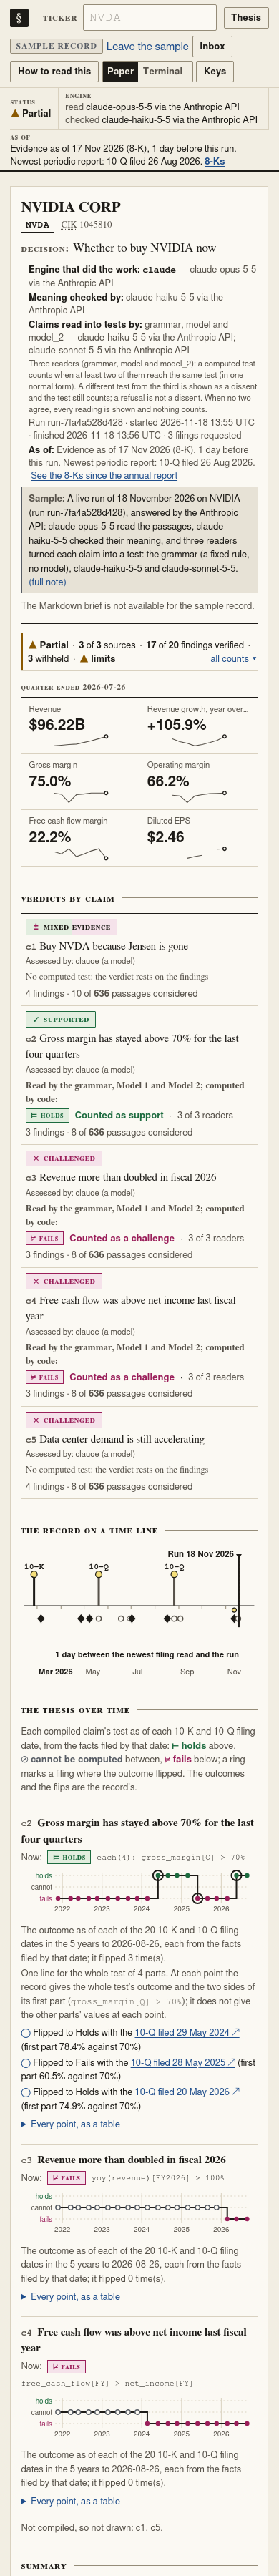 § TICKER NVDA Thesis
SAMPLE RECORD Leave the sample Inbox
How to read this Paper Terminal Keys
STATUS
▲ Partial
ENGINE
read claude-opus-5-5 via the Anthropic API
checked claude-haiku-5-5 via the Anthropic API
AS OF
Evidence as of 17 Nov 2026 (8-K), 1 day before this run.
Newest periodic report: 10-Q filed 26 Aug 2026. 8-Ks
NVIDIA CORP
NVDA CIK 1045810
DECISION: Whether to buy NVIDIA now
Engine that did the work: claude — claude-opus-5-5
via the Anthropic API
Meaning checked by: claude-haiku-5-5 via the
Anthropic API
Claims read into tests by: grammar, model and
model_2 — claude-haiku-5-5 via the Anthropic API;
claude-sonnet-5-5 via the Anthropic API
Three readers (grammar, model and model_2): a computed test
counts when at least two of them reach the same test (in one
normal form). A different test from the third is shown as a dissent
and the test still counts; a refusal is not a dissent. When no two
agree, every reading is shown and nothing counts.
Run run-7fa4a528d428 · started 2026-11-18 13:55 UTC
· finished 2026-11-18 13:56 UTC · 3 filings requested
As of: Evidence as of 17 Nov 2026 (8-K), 1 day before
this run. Newest periodic report: 10-Q filed 26 Aug 2026.
See the 8-Ks since the annual report
Sample: A live run of 18 November 2026 on NVIDIA
(run run-7fa4a528d428), answered by the Anthropic
API: claude-opus-5-5 read the passages, claude-
haiku-5-5 checked their meaning, and three readers
turned each claim into a test: the grammar (a fixed rule,
no model), claude-haiku-5-5 and claude-sonnet-5-5.
(full note)
The Markdown brief is not available for the sample record.
▲ Partial · 3 of 3 sources · 17 of 20 findings verified ·
3 withheld · ▲ limits all counts ▾
QUARTER ENDED 2026-07-26
Revenue
$96.22B
Revenue growth, year over...
+105.9%
Gross margin
75.0%
Operating margin
66.2%
Free cash flow margin
22.2%
Diluted EPS
$2.46
VERDICTS BY CLAIM
± MIXED EVIDENCE
c1 Buy NVDA because Jensen is gone
Assessed by: claude (a model)
No computed test: the verdict rests on the findings
4 findings · 10 of 636 passages considered
✓ SUPPORTED
c2 Gross margin has stayed above 70% for the last
four quarters
Assessed by: claude (a model)
Read by the grammar, Model 1 and Model 2; computed
by code:
⊨ HOLDS Counted as support · 3 of 3 readers
3 findings · 8 of 636 passages considered
× CHALLENGED
c3 Revenue more than doubled in fiscal 2026
Assessed by: claude (a model)
Read by the grammar, Model 1 and Model 2; computed
by code:
⊭ FAILS Counted as a challenge · 3 of 3 readers
3 findings · 8 of 636 passages considered
× CHALLENGED
c4 Free cash flow was above net income last fiscal
year
Assessed by: claude (a model)
Read by the grammar, Model 1 and Model 2; computed
by code:
⊭ FAILS Counted as a challenge · 3 of 3 readers
3 findings · 8 of 636 passages considered
× CHALLENGED
c5 Data center demand is still accelerating
Assessed by: claude (a model)
No computed test: the verdict rests on the findings
4 findings · 8 of 636 passages considered
THE RECORD ON A TIME LINE
Run 18 Nov 2026
10-K 10-Q 10-Q
1 day between the newest filing read and the run
Mar 2026 May Jul Sep Nov
THE THESIS OVER TIME
Each compiled claim's test as of each 10-K and 10-Q filing
date, from the facts filed by that date: ⊨ holds above,
⊘ cannot be computed between, ⊭ fails below; a ring
marks a filing where the outcome flipped. The outcomes
and the flips are the record's.
c2 Gross margin has stayed above 70% for the last
four quarters
Now: ⊨ HOLDS each(4): gross_margin[Q] > 70%
holds
cannot
fails
2022 2023 2024 2025 2026
The outcome as of each of the 20 10-K and 10-Q filing
dates in the 5 years to 2026-08-26, each from the facts
filed by that date; it flipped 3 time(s).
One line for the whole test of 4 parts. At each point the
record gives the whole test's outcome and the two sides of
its first part (gross_margin[Q] > 70%); it does not give
the other parts' values at each point.
Flipped to Holds with the 10-Q filed 29 May 2024 ↗
(first part 78.4% against 70%)
Flipped to Fails with the 10-Q filed 28 May 2025 ↗ (first
part 60.5% against 70%)
Flipped to Holds with the 10-Q filed 20 May 2026 ↗
(first part 74.9% against 70%)
▶ Every point, as a table
c3 Revenue more than doubled in fiscal 2026
Now: ⊭ FAILS yoy(revenue)[FY2026] > 100%
holds
cannot
fails
2022 2023 2024 2025 2026
The outcome as of each of the 20 10-K and 10-Q filing
dates in the 5 years to 2026-08-26, each from the facts
filed by that date; it flipped 0 time(s).
▶ Every point, as a table
c4 Free cash flow was above net income last fiscal
year
Now: ⊭ FAILS
free_cash_flow[FY] > net_income[FY]
holds
cannot
fails
2022 2023 2024 2025 2026
The outcome as of each of the 20 10-K and 10-Q filing
dates in the 5 years to 2026-08-26, each from the facts
filed by that date; it flipped 0 time(s).
▶ Every point, as a table
Not compiled, so not drawn: c1, c5.
SUMMARY